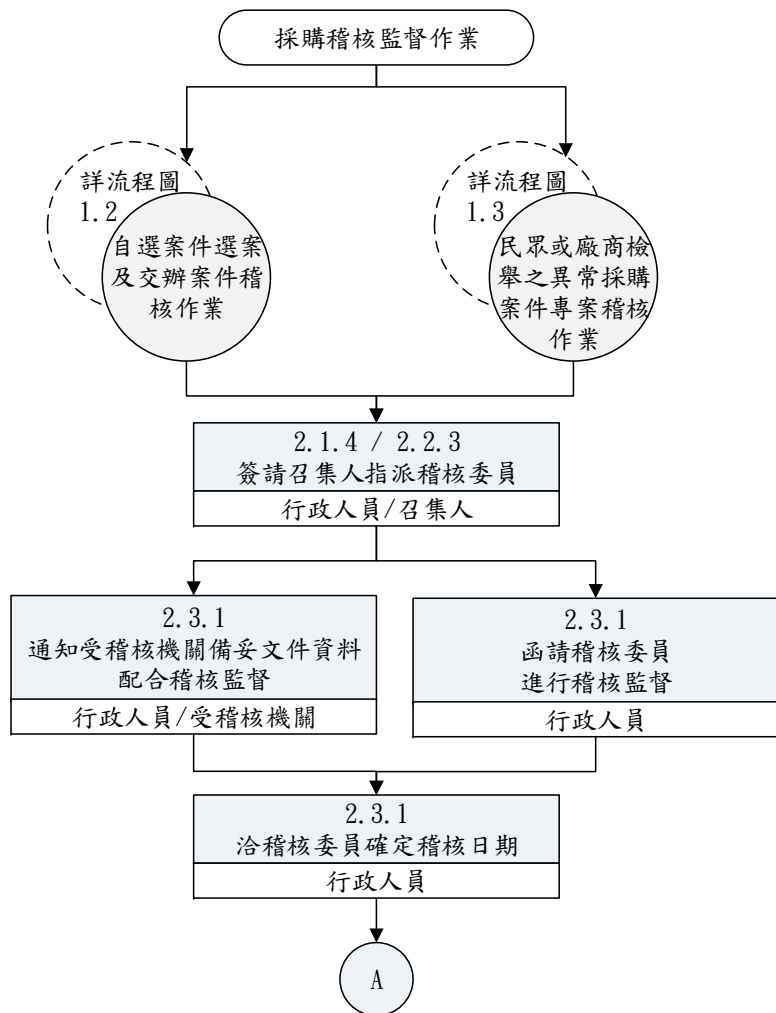 採購稽核監督作業
詳流程圖
1.2
自選案件選案
及交辦案件稽
核作業
詳流程圖
1.3
民眾或廠商檢
舉之異常採購
案件專案稽核
作業
2.1.4 / 2.2.3
簽請召集人指派稽核委員
行政人員/召集人
2.3.1
通知受稽核機關備妥文件資料
配合稽核監督
行政人員/受稽核機關
2.3.1
函請稽核委員
進行稽核監督
行政人員
2.3.1
洽稽核委員確定稽核日期
行政人員
A